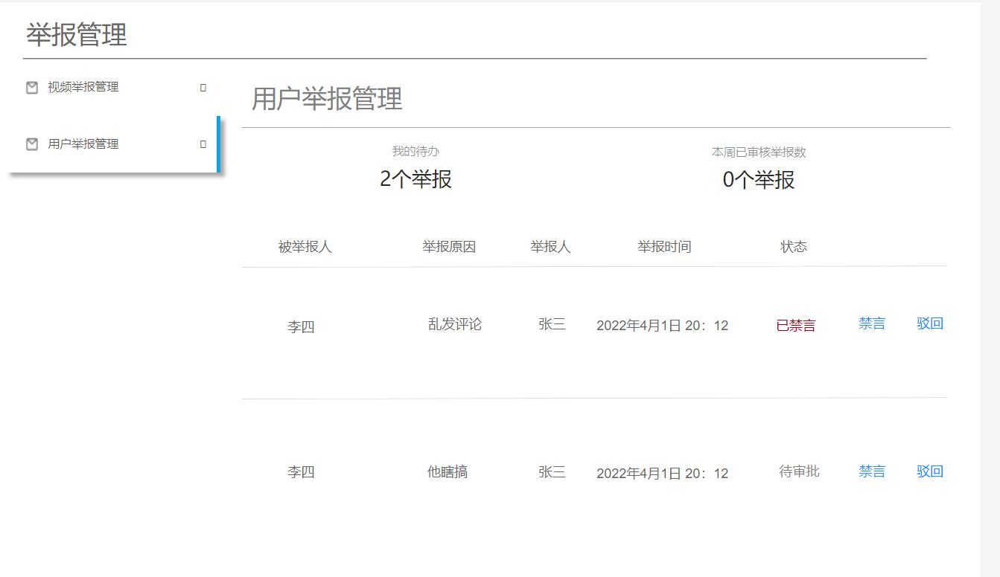 举报管理
视频举报管理
用户举报管理
用户举报管理
我的待办 本周已审核举报数
2个举报 0个举报
被举报人 举报原因 举报人 举报时间 状态
李四 乱发评论 张三 2022年4月1日 20：12 已禁言 禁言 驳回
李四 他瞎搞 张三 2022年4月1日 20：12 待审批 禁言 驳回